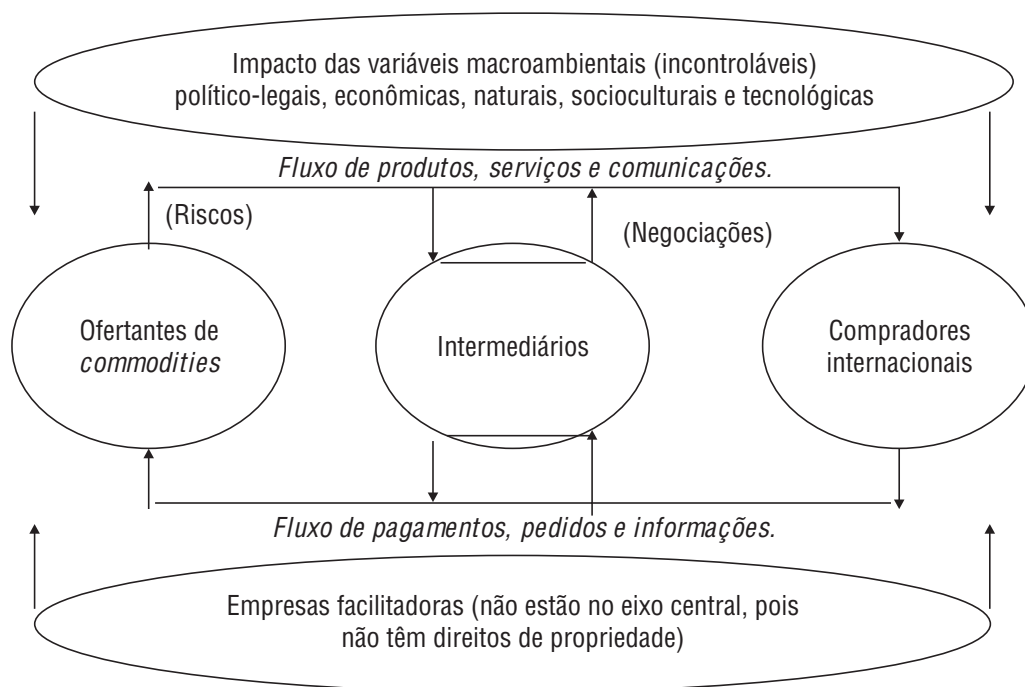 Impacto das variáveis macroambientais (incontroláveis)
político-legais, econômicas, naturais, socioculturais e tecnológicas
Fluxo de produtos, serviços e comunicações.
(Riscos)
(Negociações)
Ofertantes de
commodities
Intermediários
Compradores
internacionais
Fluxo de pagamentos, pedidos e informações.
Empresas facilitadoras (não estão no eixo central, pois
não têm direitos de propriedade)